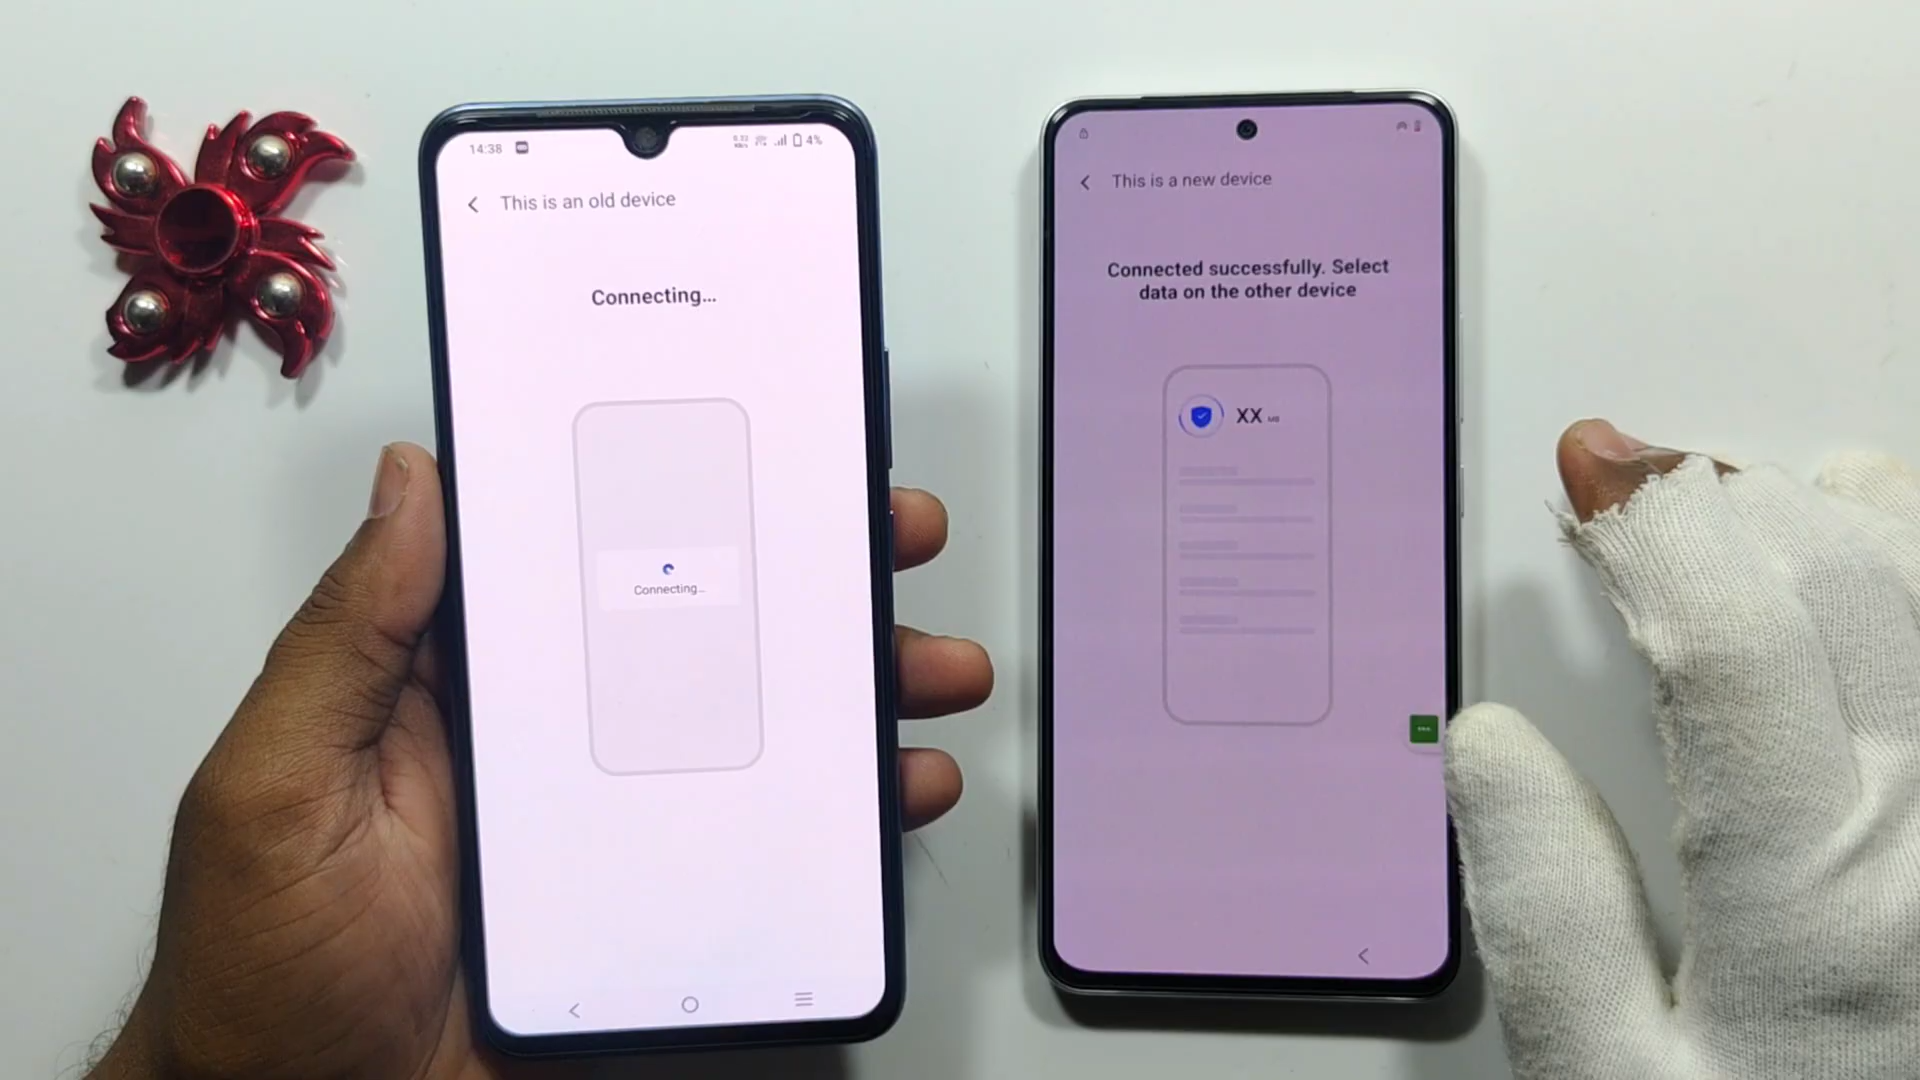 14:38
4%
This is an old device
Connecting...
Connecting...
This is a new device
Connected successfully. Select
data on the other device
XX MB